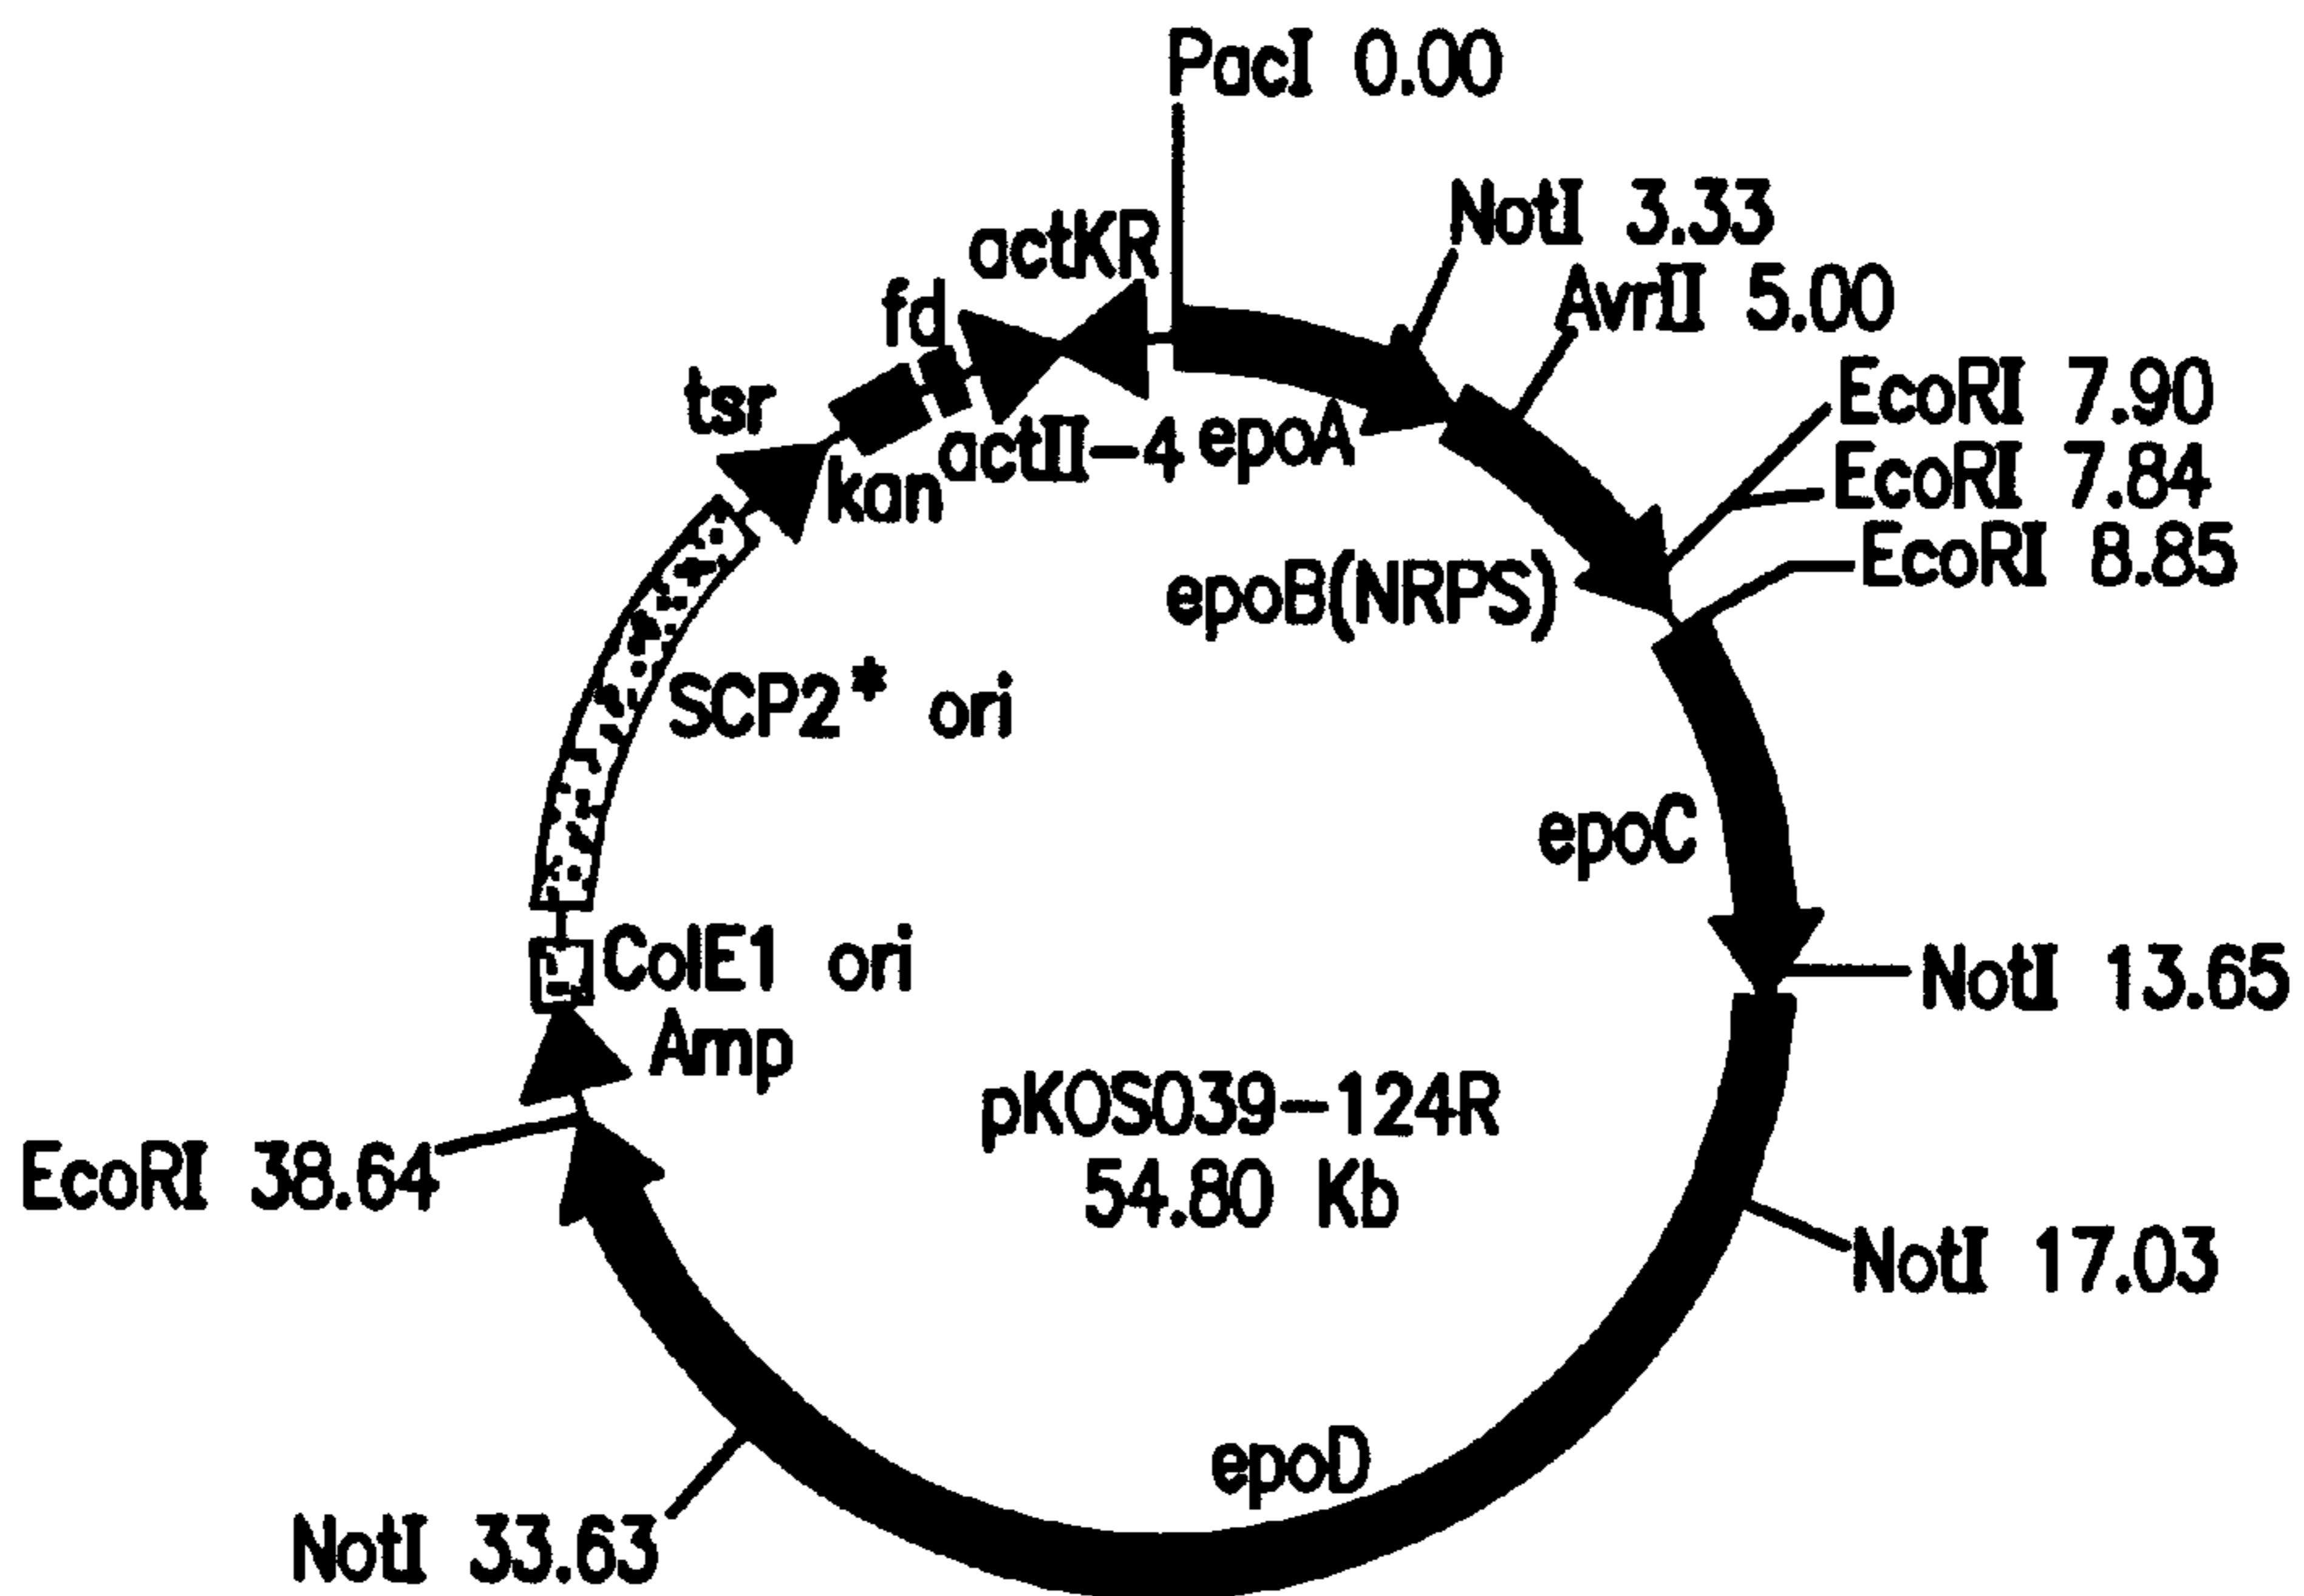 PacI 0.00
NotI 3.33
actKR
AvrII 5.00
fd
EcoRI 7.90
tsr
actII-4
epoA
EcoRI 7.84
kan
EcoRI 8.85
epoB(NRPS)
SCP2* ori
epoC
ColE1 ori
NotI 13.65
Amp
pKOS039-124R
54.80 Kb
EcoRI 38.64
NotI 17.03
epoD
NotI 33.63